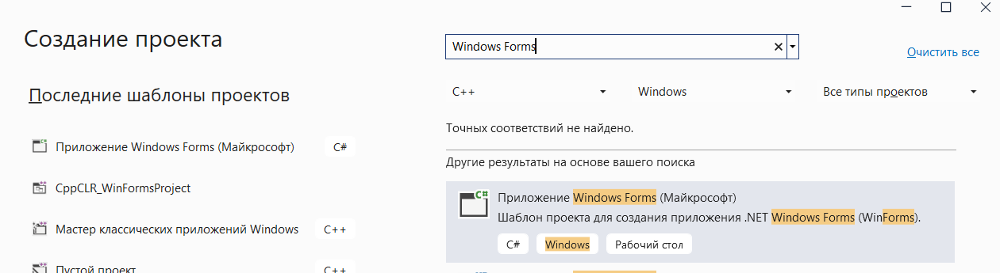 Создание проекта
Последние шаблоны проектов
Приложение Windows Forms (Майкрософт) C#
CppCLR_WinFormsProject
Мастер классических приложений Windows C++
Пустой проект C++
Windows Forms
Очистить все
C++ Windows Все типы проектов
Точных соответствий не найдено.
Другие результаты на основе вашего поиска
C#
Приложение Windows Forms (Майкрософт)
Шаблон проекта для создания приложения .NET Windows Forms (WinForms).
C# Windows Рабочий стол